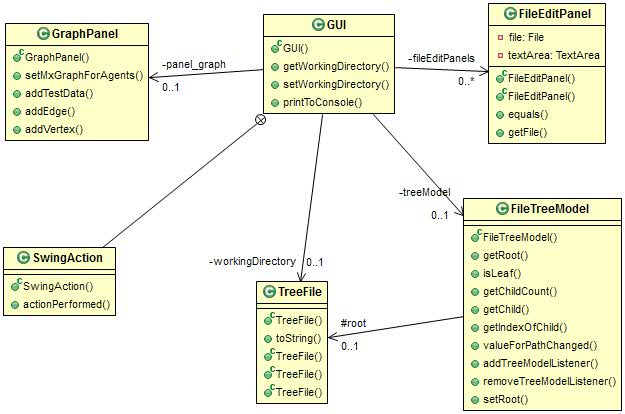 GraphPanel
GraphPanel()
setMxGraphForAgents()
addTestData()
addEdge()
addVertex()
-panel_graph
0..1
GUI
GUI()
getWorkingDirectory()
setWorkingDirectory()
printToConsole()
-fileEditPanels
0..*
FileEditPanel
file: File
textArea: TextArea
FileEditPanel()
FileEditPanel()
equals()
getFile()
-treeModel
0..1
FileTreeModel
FileTreeModel()
getRoot()
isLeaf()
getChildCount()
getChild()
getIndexOfChild()
valueForPathChanged()
addTreeModelListener()
removeTreeModelListener()
setRoot()
SwingAction
SwingAction()
actionPerformed()
-workingDirectory
0..1
TreeFile
TreeFile()
toString()
TreeFile()
TreeFile()
TreeFile()
#root
0..1